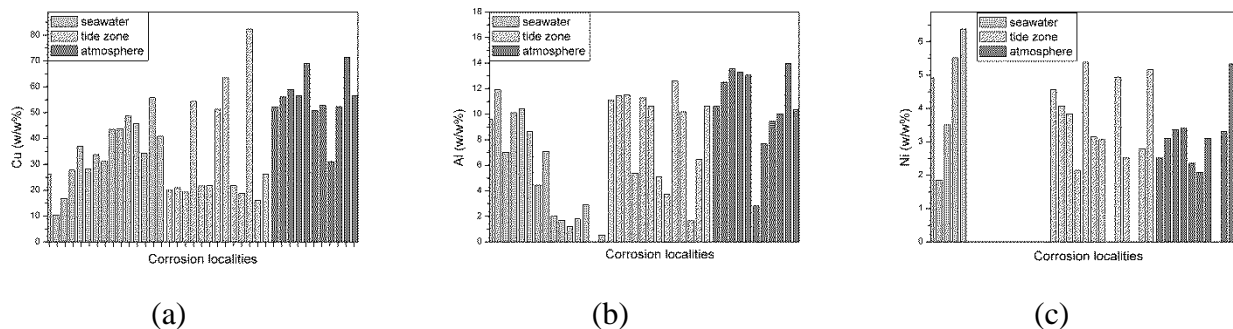 seawater
tide zone
atmosphere
Cu (w/w%)
80
70
60
50
40
30
20
10
0
Corrosion localities
(a)
seawater
tide zone
atmosphere
Al (w/w%)
18
16
14
12
10
8
6
4
2
0
Corrosion localities
(b)
seawater
tide zone
atmosphere
Ni (w/w%)
7
6
5
4
3
2
1
0
Corrosion localities
(c)